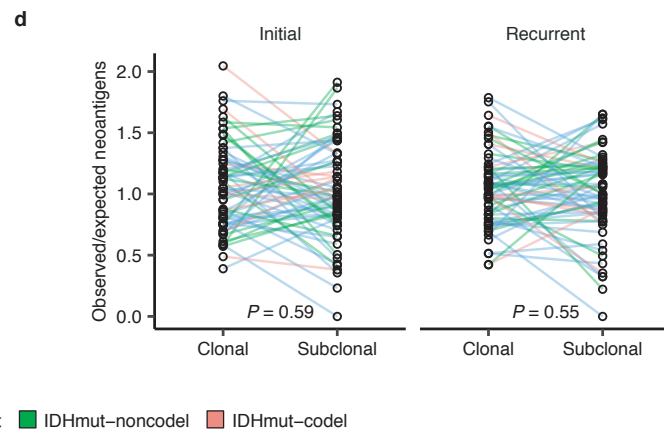 d
Initial
Recurrent
Observed/expected neoantigens
2.0
1.5
1.0
0.5
0.0
P = 0.59
P = 0.55
Clonal
Subclonal
Clonal
Subclonal
IDHmut–noncodel
IDHmut–codel